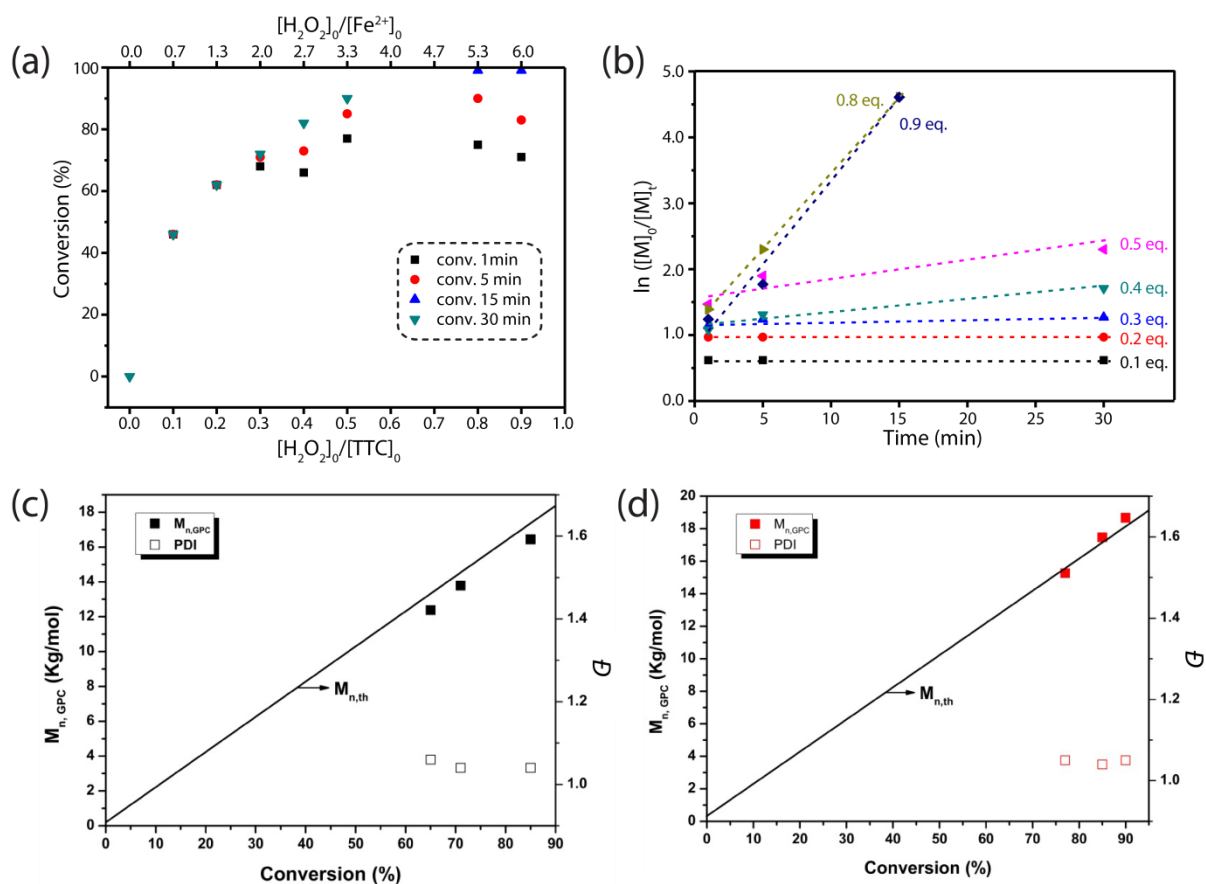 (a)
[H₂O₂]₀/[Fe²⁺]₀
0.0 0.7 1.3 2.0 2.7 3.3 4.0 4.7 5.3 6.0
100
80
60
40
20
0
Conversion (%)
conv. 1min
conv. 5 min
conv. 15 min
conv. 30 min
0.0 0.1 0.2 0.3 0.4 0.5 0.6 0.7 0.8 0.9 1.0
[H₂O₂]₀/[TTC]₀
(b)
5.0
4.0
3.0
2.0
1.0
0.0
ln ([M]₀/[M]ₜ)
0.8 eq.
0.9 eq.
0.5 eq.
0.4 eq.
0.3 eq.
0.2 eq.
0.1 eq.
0 5 10 15 20 25 30 35
Time (min)
(c)
18
16
14
12
10
8
6
4
2
0
Mn, GPC (Kg/mol)
Mn,GPC
PDI
Mn,th
1.6
1.4
1.2
1.0
Đ
0 10 20 30 40 50 60 70 80 90
Conversion (%)
(d)
20
18
16
14
12
10
8
6
4
2
0
Mn, GPC (Kg/mol)
Mn,GPC
PDI
Mn,th
1.6
1.4
1.2
1.0
Đ
0 10 20 30 40 50 60 70 80 90
Conversion (%)